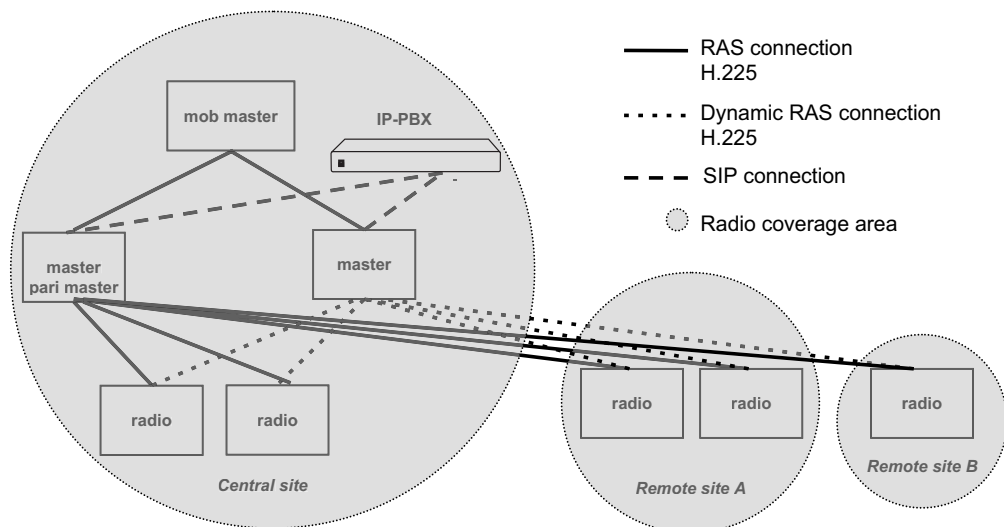 RAS connection
H.225
Dynamic RAS connection
H.225
SIP connection
Radio coverage area
mob master
IP-PBX
master
pari master
master
radio
radio
Central site
radio
radio
Remote site A
radio
Remote site B